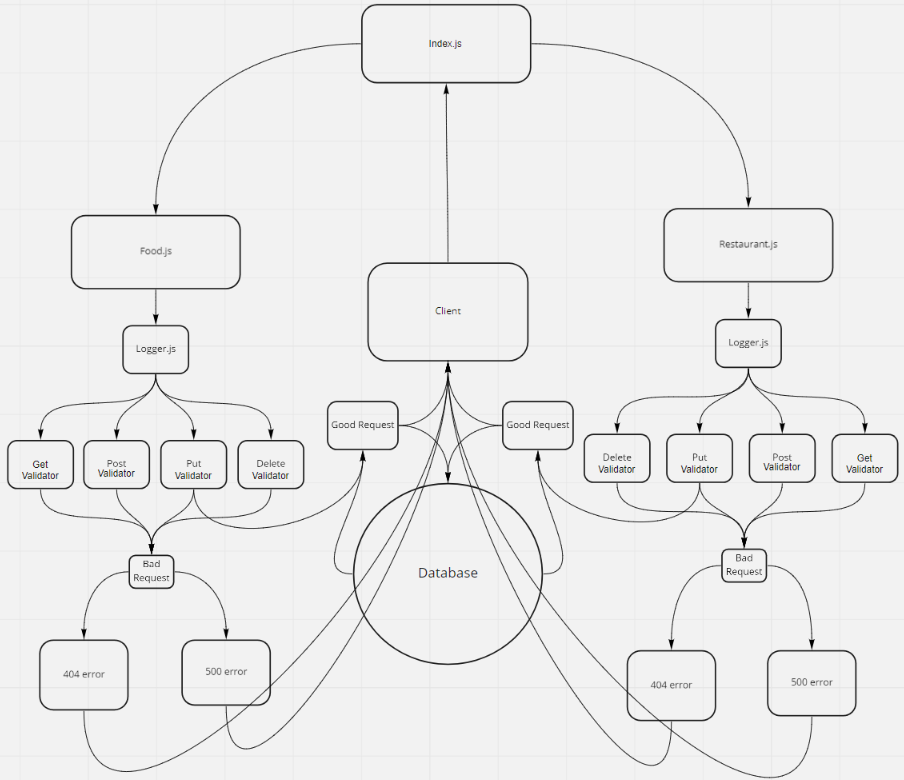 Index.js
Food.js
Restaurant.js
Client
Logger.js
Logger.js
Good Request
Good Request
Get
Validator
Post
Validator
Put
Validator
Delete
Validator
Delete
Validator
Put
Validator
Post
Validator
Get
Validator
Bad
Request
Database
Bad
Request
404 error
500 error
404 error
500 error